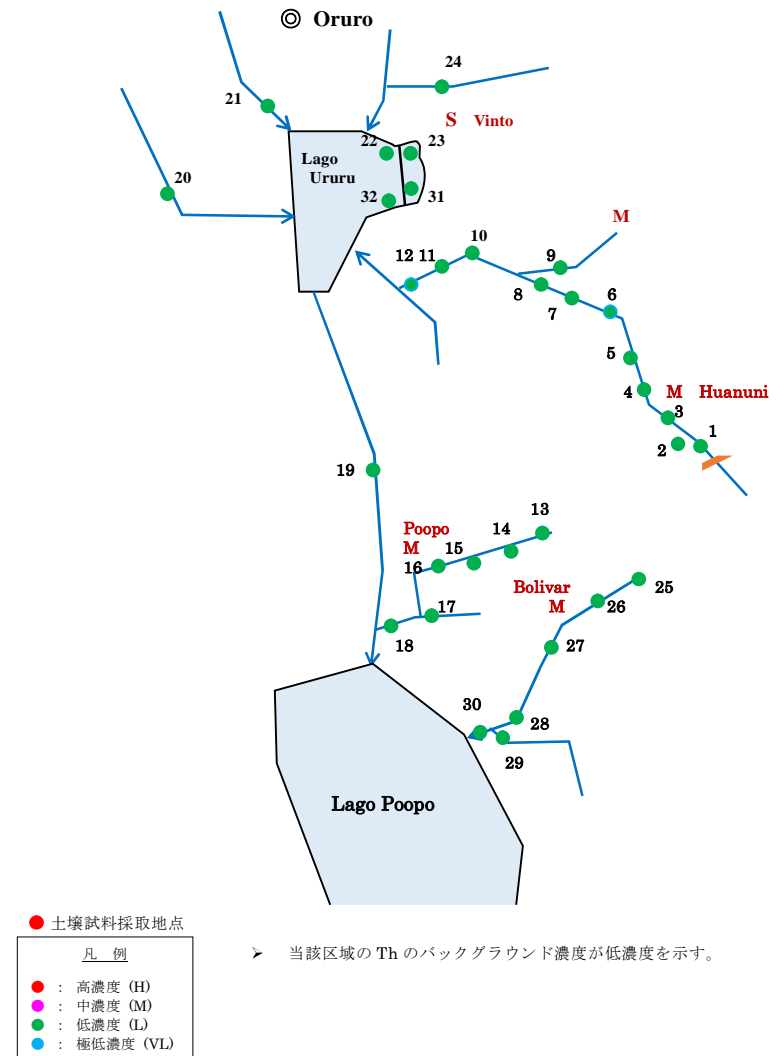 ◎ Oruro
24
21
S Vinto
22
23
Lago
Ururu
20
32
31
M
10
12
11
9
8
7
6
5
4
M Huanuni
3
1
2
19
13
Poopo
M
14
15
16
Bolivar
M
25
26
17
18
27
30
28
29
Lago Poopo
● 土壌試料採取地点
凡 例
● : 高濃度 (H)
● : 中濃度 (M)
● : 低濃度 (L)
● : 極低濃度 (VL)
➢ 当該区域の Th のバックグラウンド濃度が低濃度を示す。